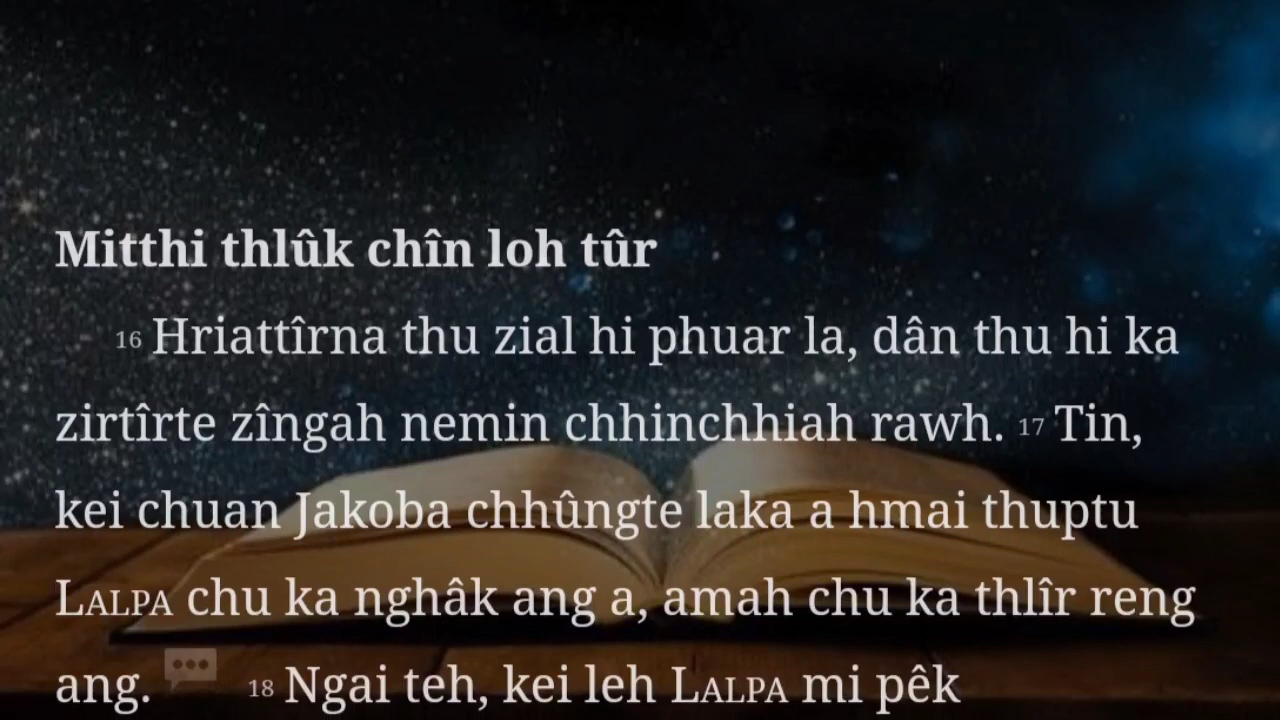 Mitthi thlûk chîn loh tûr
16 Hriattîrna thu zial hi phuar la, dân thu hi ka
zirtîrte zîngah nemin chhinchhiah rawh. 17 Tin,
kei chuan Jakoba chhûngte laka a hmai thuptu
LALPA chu ka nghâk ang a, amah chu ka thlîr reng
ang. 18 Ngai teh, kei leh LALPA mi pêk